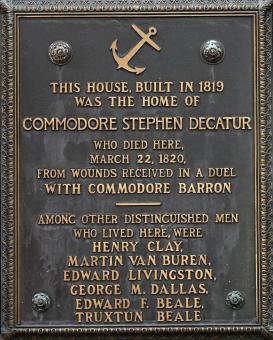 THIS HOUSE, BUILT IN 1819
WAS THE HOME OF
COMMODORE STEPHEN DECATUR
WHO DIED HERE,
MARCH 22, 1820,
FROM WOUNDS RECEIVED IN A DUEL
WITH COMMODORE BARRON
AMONG OTHER DISTINGUISHED MEN
WHO LIVED HERE, WERE
HENRY CLAY,
MARTIN VAN BUREN,
EDWARD LIVINGSTON,
GEORGE M. DALLAS,
EDWARD F. BEALE,
TRUXTUN BEALE